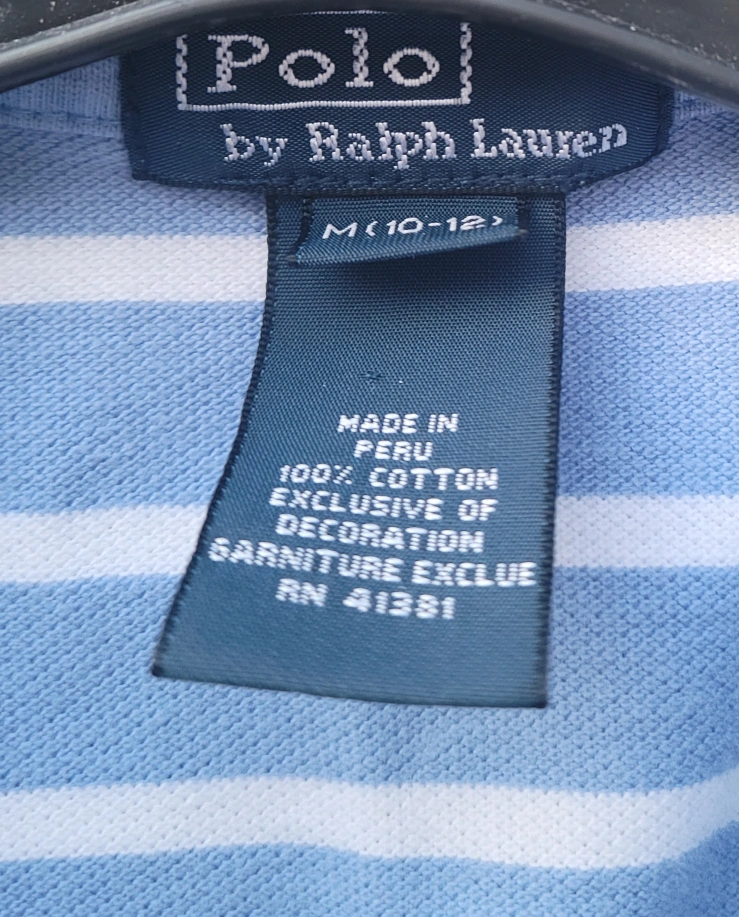 Polo
by Ralph Lauren
M(10-12)
MADE IN
PERU
100% COTTON
EXCLUSIVE OF
DECORATION
GARNITURE EXCLUE
RN 41381